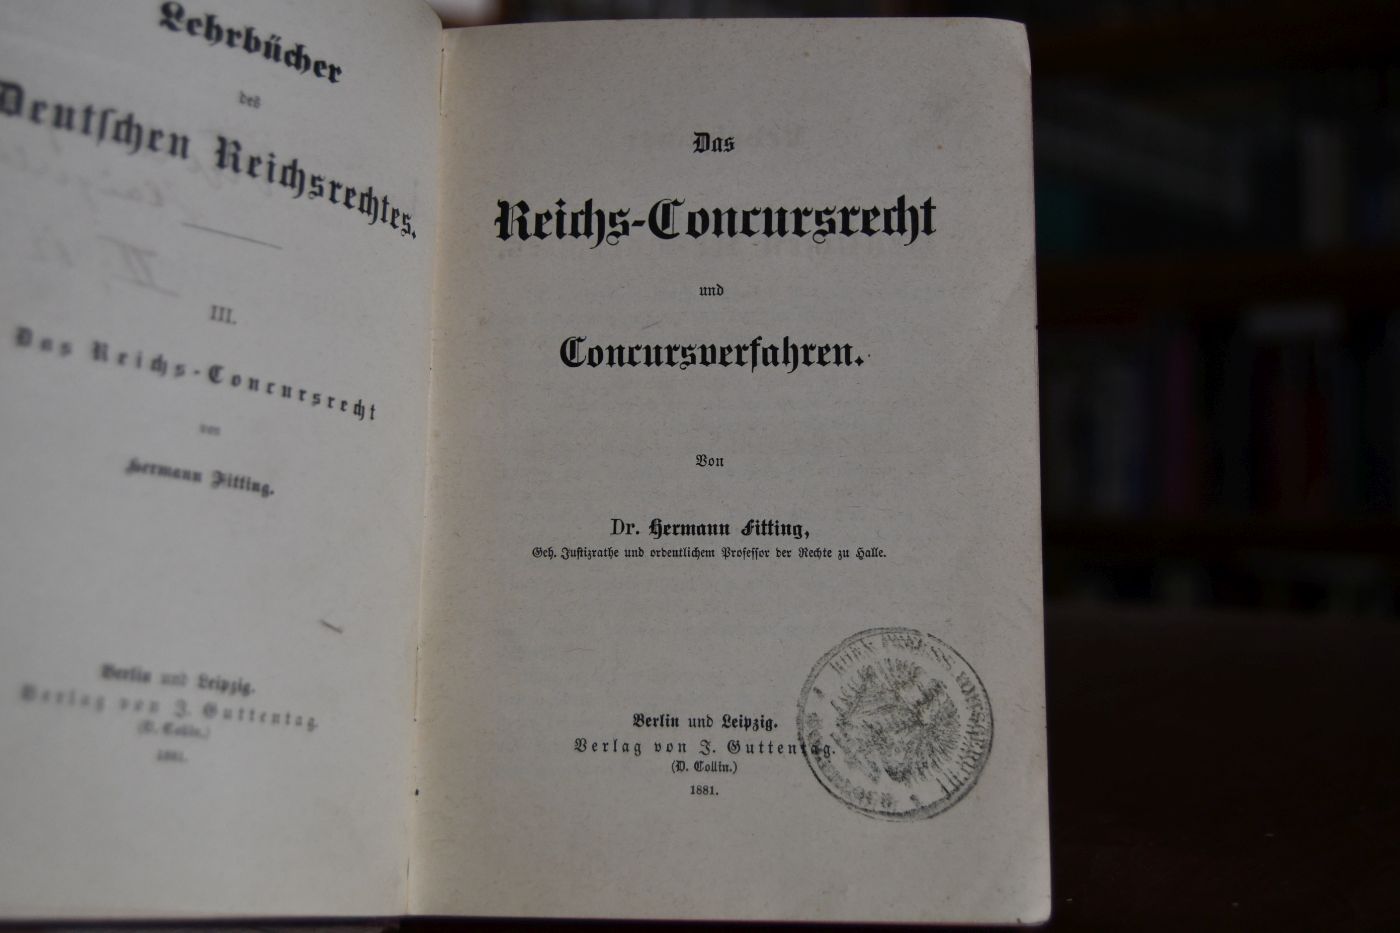 Lehrbücher
des
Deutschen Reichsrechtes.
III.
Das Reichs-Concursrecht
von
Hermann Fitting.
Berlin und Leipzig.
Verlag von J. Guttentag.
(D. Collin.)
1881.
Das
Reichs-Concursrecht
und
Concursverfahren.
Von
Dr. Hermann Fitting,
Geh. Justizrathe und ordentlichem Professor der Rechte zu Halle.
Berlin und Leipzig.
Verlag von J. Guttentag.
(D. Collin.)
1881.